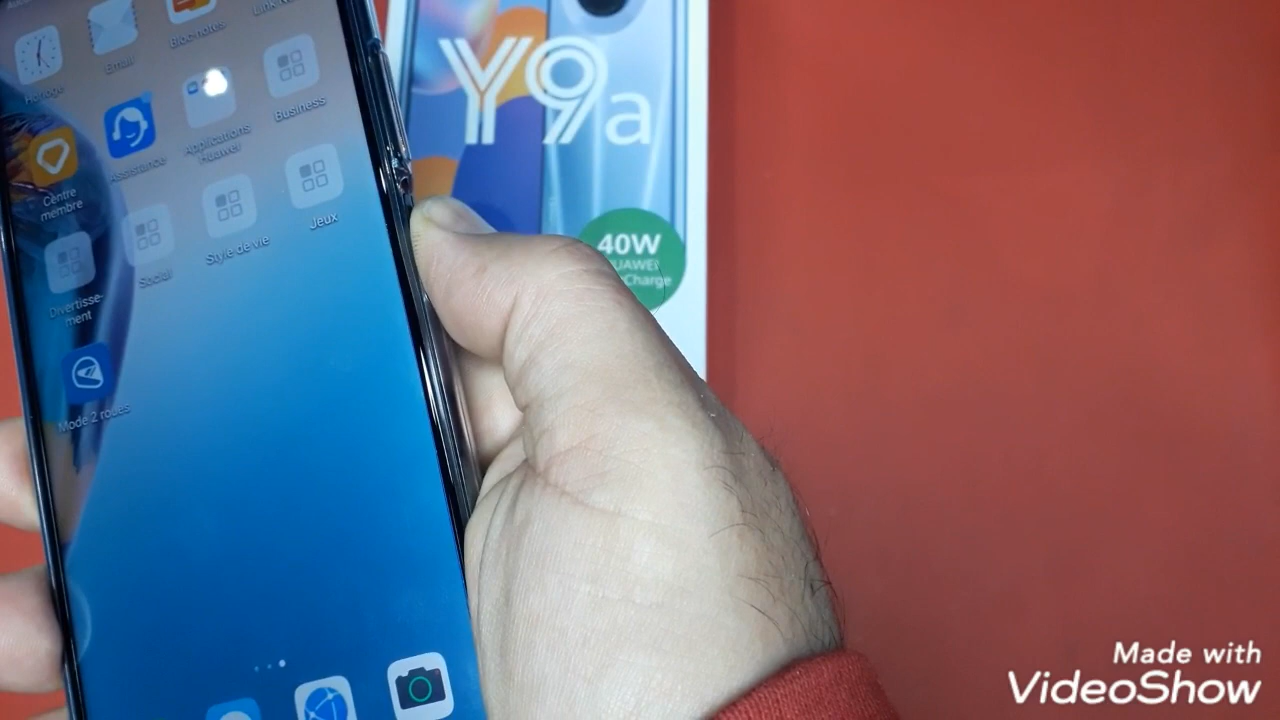 Horloge
Email
Bloc-notes
Centre
membre
Assistance
Applications
Huawei
Business
Divertisse-
ment
Social
Style de vie
Jeux
Mode 2 roues
Y9a
40W
Charge
Made with
VideoShow